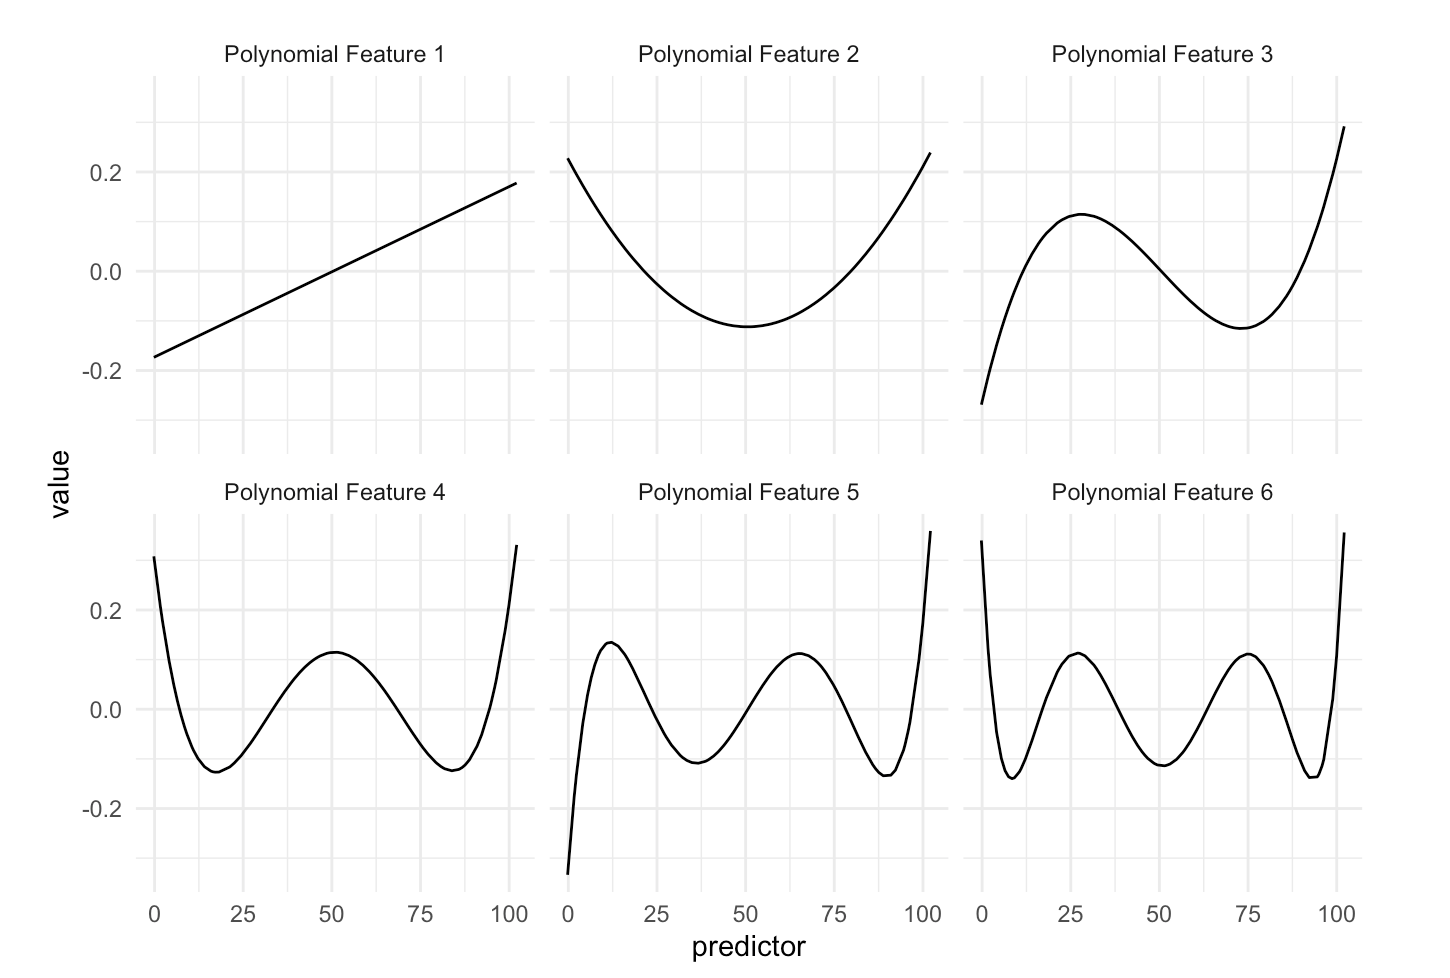 Polynomial Feature 1
Polynomial Feature 2
Polynomial Feature 3
0.2
0.0
-0.2
value
Polynomial Feature 4
Polynomial Feature 5
Polynomial Feature 6
0.2
0.0
-0.2
0 25 50 75 100
0 25 50 75 100
0 25 50 75 100
predictor